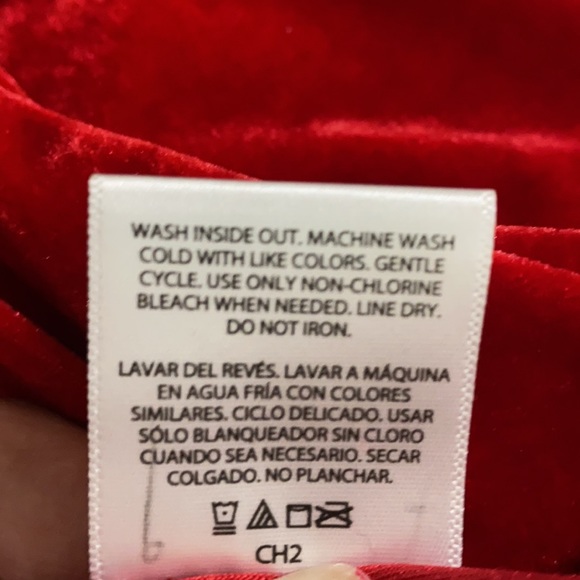 WASH INSIDE OUT. MACHINE WASH
COLD WITH LIKE COLORS. GENTLE
CYCLE. USE ONLY NON-CHLORINE
BLEACH WHEN NEEDED. LINE DRY.
DO NOT IRON.
LAVAR DEL REVÉS. LAVAR A MÁQUINA
EN AGUA FRÍA CON COLORES
SIMILARES. CICLO DELICADO. USAR
SÓLO BLANQUEADOR SIN CLORO
CUANDO SEA NECESARIO. SECAR
COLGADO. NO PLANCHAR.
CH2